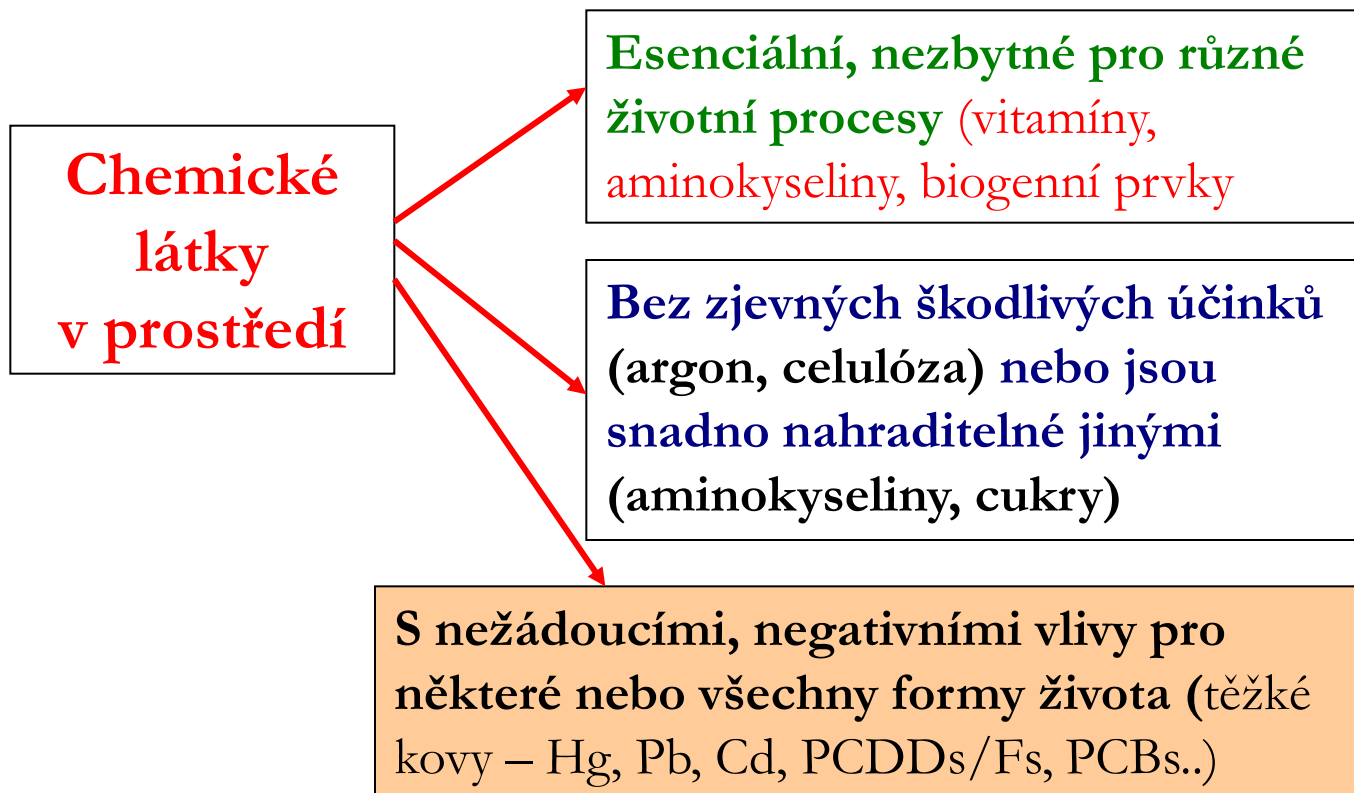 Chemické
látky
v prostředí
Esenciální, nezbytné pro různé
životní procesy (vitamíny,
aminokyseliny, biogenní prvky
Bez zjevných škodlivých účinků
(argon, celulóza) nebo jsou
snadno nahraditelné jinými
(aminokyseliny, cukry)
S nežádoucími, negativními vlivy pro
některé nebo všechny formy života (těžké
kovy – Hg, Pb, Cd, PCDDs/Fs, PCBs..)